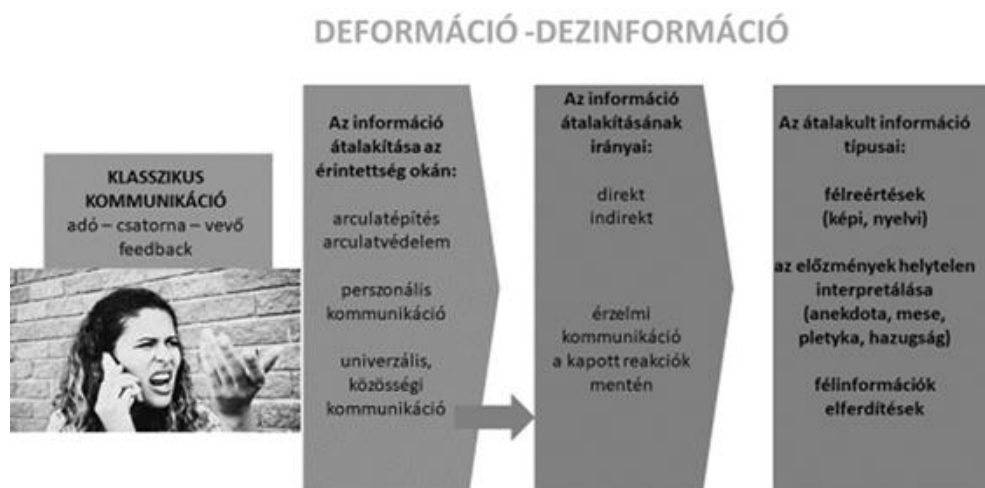 DEFORMÁCIÓ -DEZINFORMÁCIÓ
KLASSZIKUS
KOMMUNIKÁCIÓ
adó – csatorna – vevő
feedback
Az információ
átalakítása az
érintettség okán:
arculatépítés
arculatvédelem
perszonális
kommunikáció
univerzális,
közösségi
kommunikáció
Az információ
átalakításának
irányai:
direkt
indirekt
érzelmi
kommunikáció
a kapott reakciók
mentén
Az átalakult információ
típusai:
félreértések
(képi, nyelvi)
az előzmények helytelen
interpretálása
(anekdota, mese,
pletyka, hazugság)
félinformációk
elferdítések